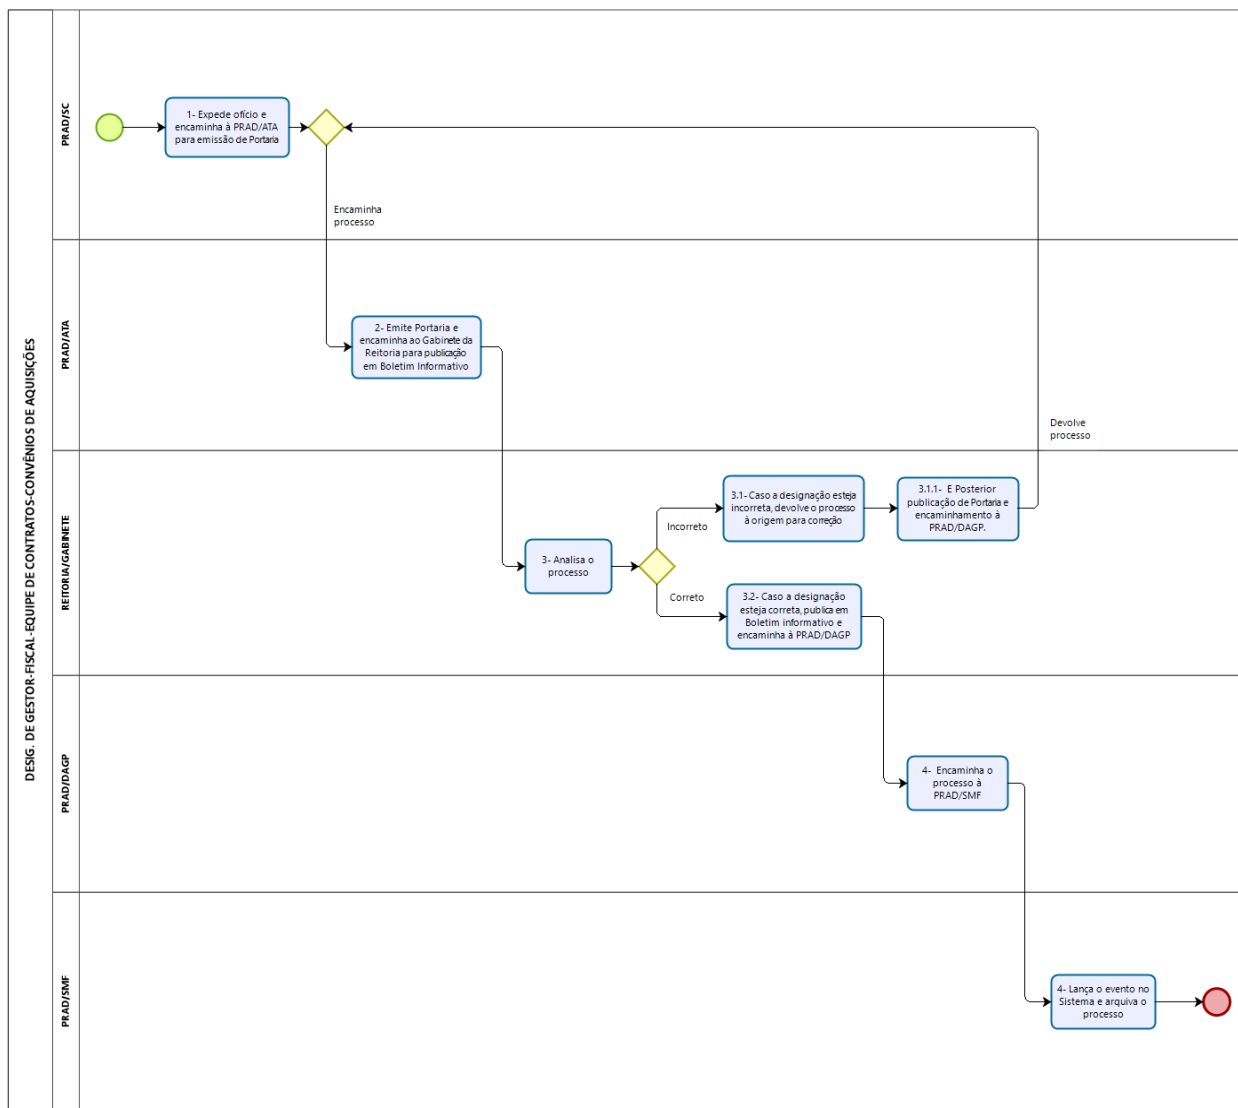 DESIG. DE GESTOR-FISCAL-EQUIPE DE CONTRATOS-CONVÊNIOS DE AQUISIÇÕES
PRAD/SC
1- Expede ofício e
encaminha à PRAD/ATA
para emissão de Portaria
Encaminha
processo
PRAD/ATA
2- Emite Portaria e
encaminha ao Gabinete da
Reitoria para publicação
em Boletim Informativo
Devolve
processo
REITORIA/GABINETE
3- Analisa o
processo
Incorreto
3.1- Caso a designação esteja
incorreta, devolve o processo
à origem para correção
3.1.1- E Posterior
publicação de Portaria e
encaminhamento à
PRAD/DAGP.
Correto
3.2- Caso a designação
esteja correta, publica em
Boletim informativo e
encaminha à PRAD/DAGP
PRAD/DAGP
4- Encaminha o
processo à
PRAD/SMF
PRAD/SMF
4- Lança o evento no
Sistema e arquiva o
processo